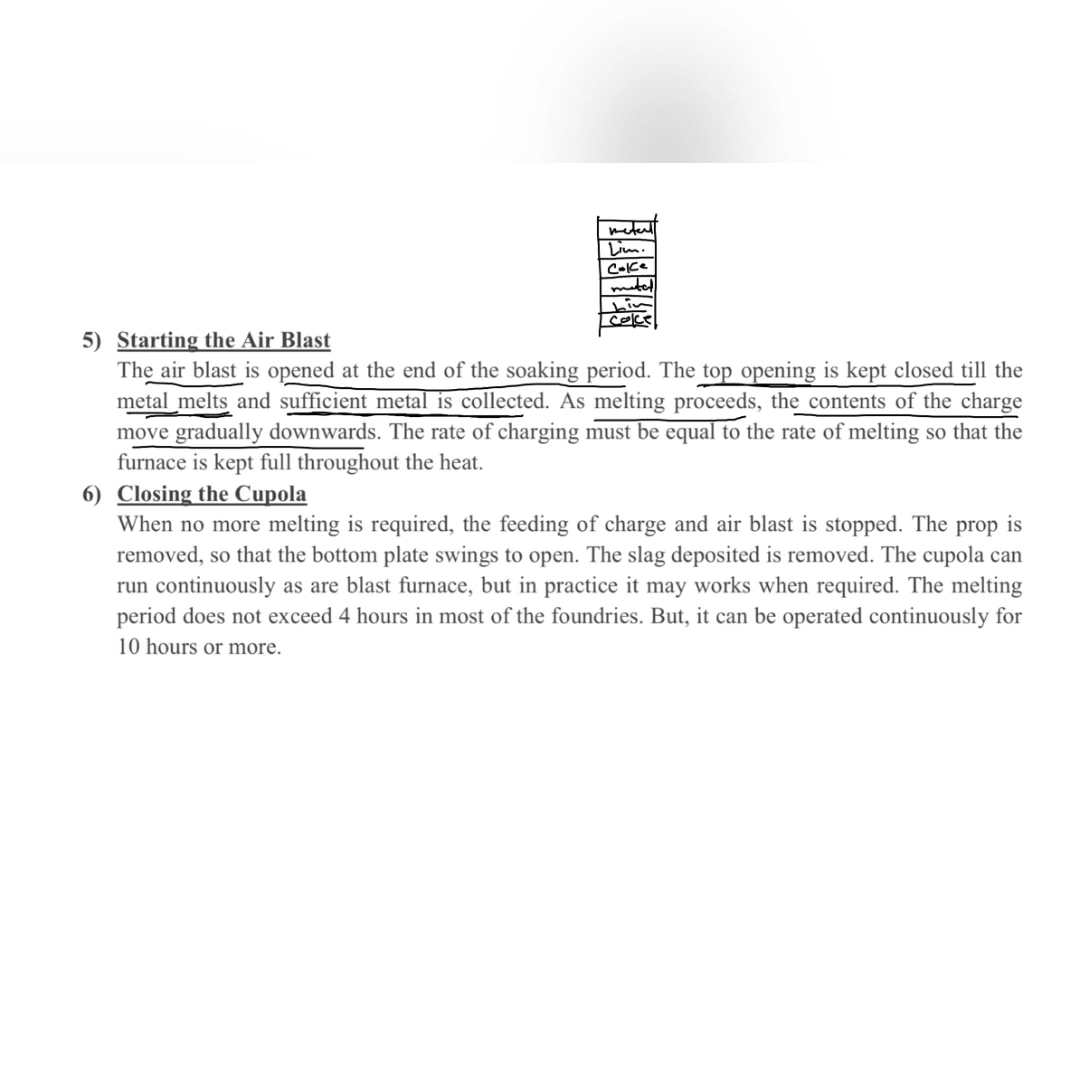 metal
Lim.
Coke
metal
Lim
Coke
5) Starting the Air Blast
The air blast is opened at the end of the soaking period. The top opening is kept closed till the
metal melts and sufficient metal is collected. As melting proceeds, the contents of the charge
move gradually downwards. The rate of charging must be equal to the rate of melting so that the
furnace is kept full throughout the heat.
6) Closing the Cupola
When no more melting is required, the feeding of charge and air blast is stopped. The prop is
removed, so that the bottom plate swings to open. The slag deposited is removed. The cupola can
run continuously as are blast furnace, but in practice it may works when required. The melting
period does not exceed 4 hours in most of the foundries. But, it can be operated continuously for
10 hours or more.